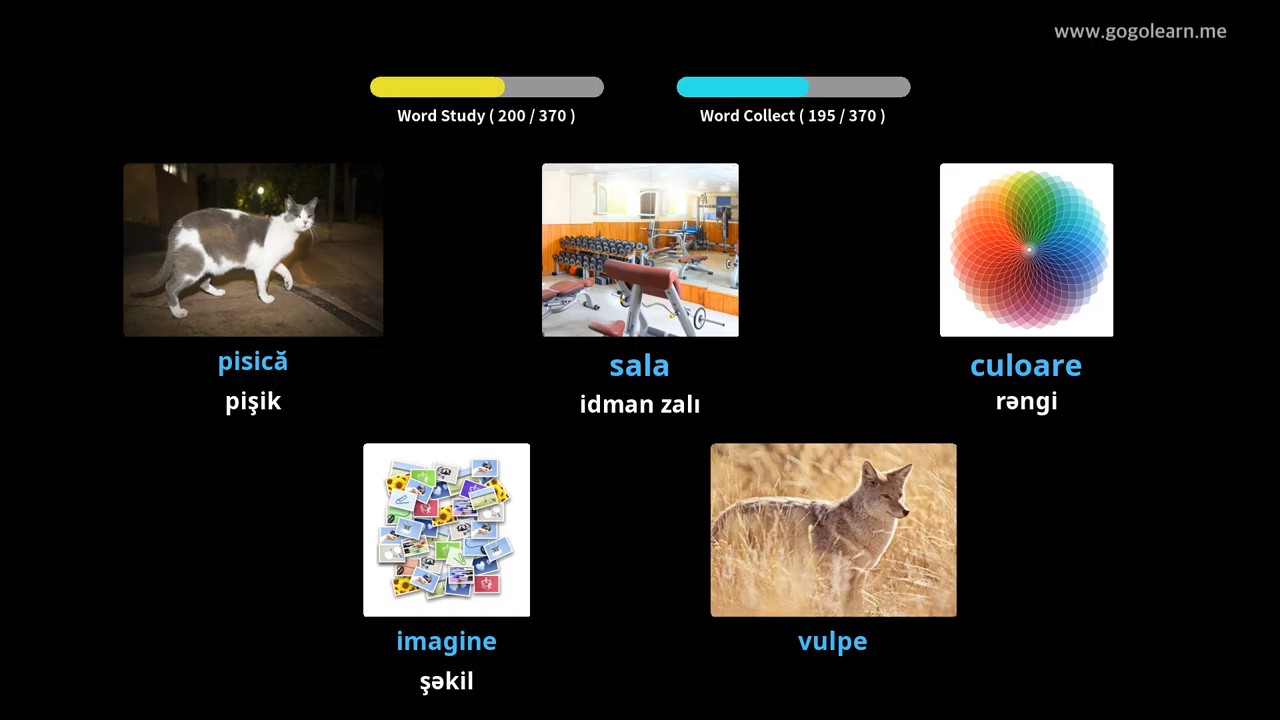 www.gogolearn.me
Word Study ( 200 / 370 )
Word Collect ( 195 / 370 )
pisică
pişik
sala
idman zalı
culoare
rəngi
imagine
şəkil
vulpe